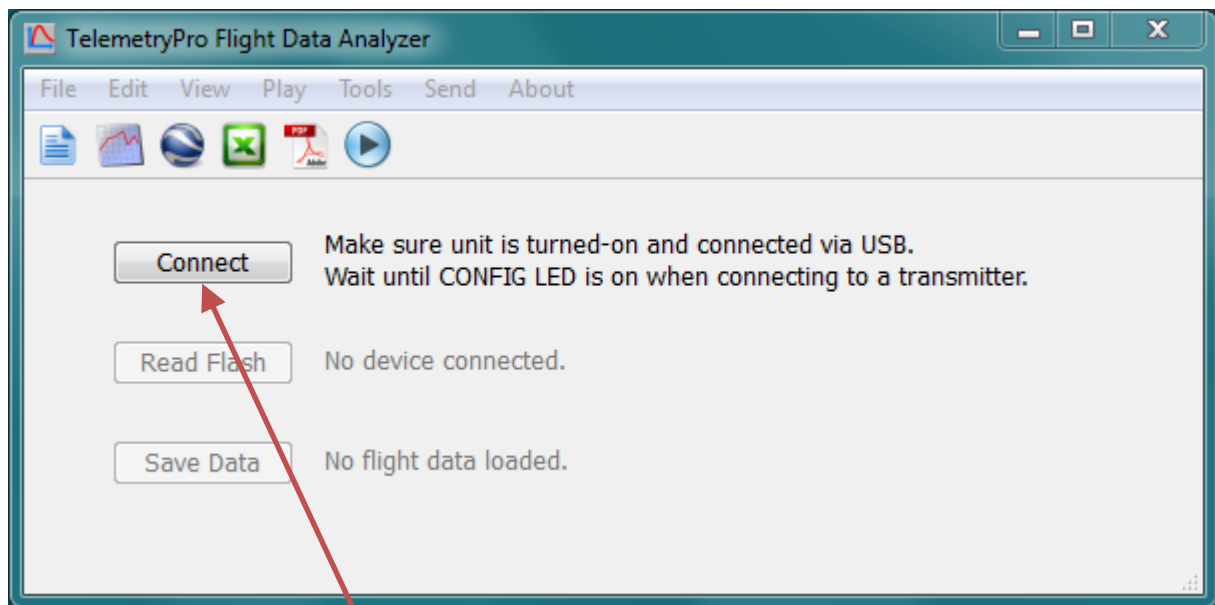 TelemetryPro Flight Data Analyzer
File Edit View Play Tools Send About
PDF
Adobe
Connect
Make sure unit is turned-on and connected via USB.
Wait until CONFIG LED is on when connecting to a transmitter.
Read Flash
No device connected.
Save Data
No flight data loaded.